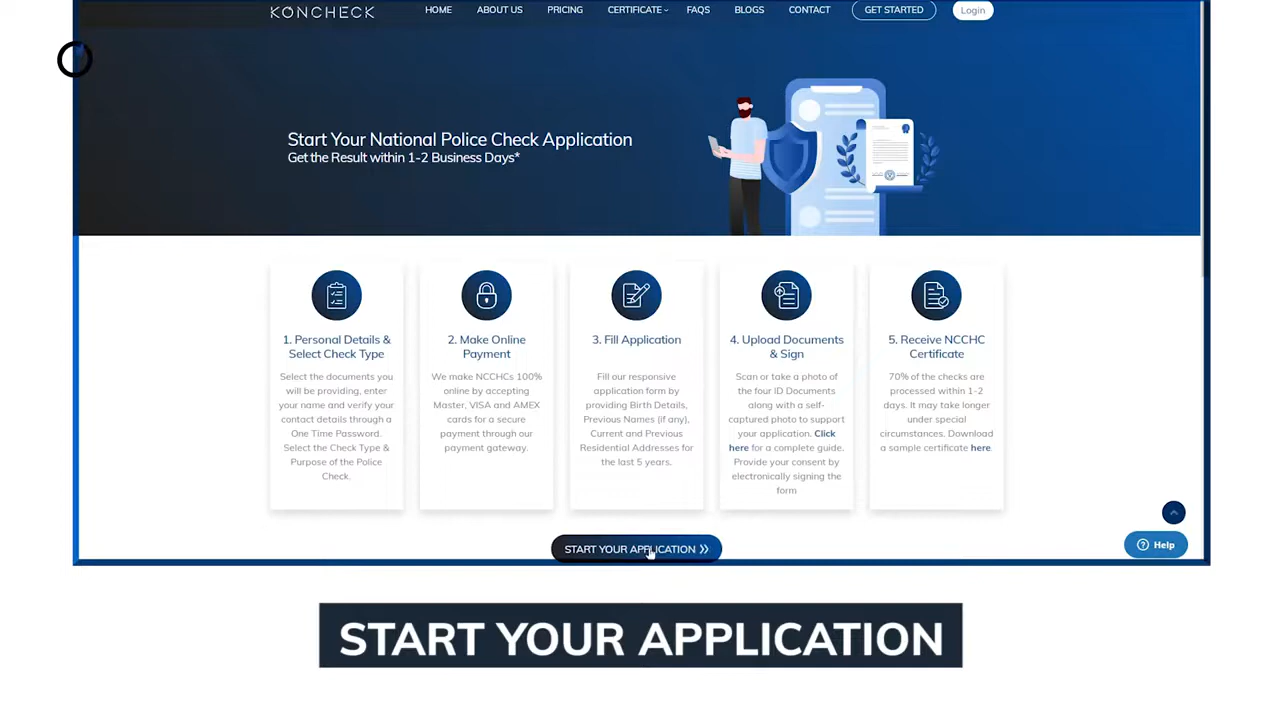 KONCHECK
HOME ABOUT US PRICING CERTIFICATE FAQS BLOGS CONTACT GET STARTED Login
Start Your National Police Check Application
Get the Result within 1-2 Business Days*
1. Personal Details &
Select Check Type
Select the documents you
will be providing, enter
your name and verify your
contact details through a
One Time Password.
Select the Check Type &
Purpose of the Police
Check.
2. Make Online
Payment
We make NCCHCs 100%
online by accepting
Master, VISA and AMEX
cards for a secure
payment through our
payment gateway.
3. Fill Application
Fill our responsive
application form by
providing Birth Details,
Previous Names (if any),
Current and Previous
Residential Addresses for
the last 5 years.
4. Upload Documents
& Sign
Scan or take a photo of
the four ID Documents
along with a self-
captured photo to support
your application. Click
here for a complete guide.
Provide your consent by
electronically signing the
form
5. Receive NCCHC
Certificate
70% of the checks are
processed within 1-2
days. It may take longer
under special
circumstances. Download
a sample certificate here
START YOUR APPLICATION
Help
START YOUR APPLICATION